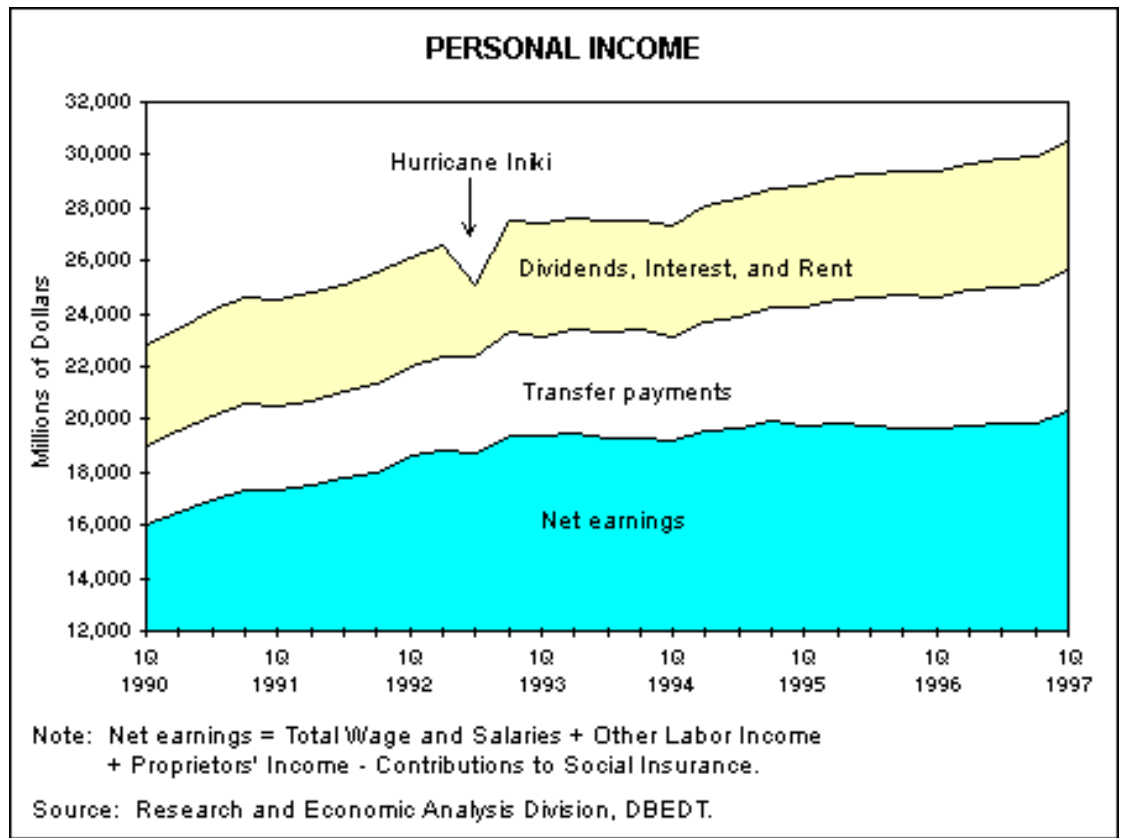 PERSONAL INCOME
32,000
30,000
28,000
26,000
24,000
22,000
20,000
18,000
16,000
14,000
12,000
Millions of Dollars
Hurricane Iniki
Dividends, Interest, and Rent
Transfer payments
Net earnings
1Q 1Q 1Q 1Q 1Q 1Q 1Q 1Q
1990 1991 1992 1993 1994 1995 1996 1997
Note: Net earnings = Total Wage and Salaries + Other Labor Income
+ Proprietors' Income - Contributions to Social Insurance.
Source: Research and Economic Analysis Division, DBEDT.